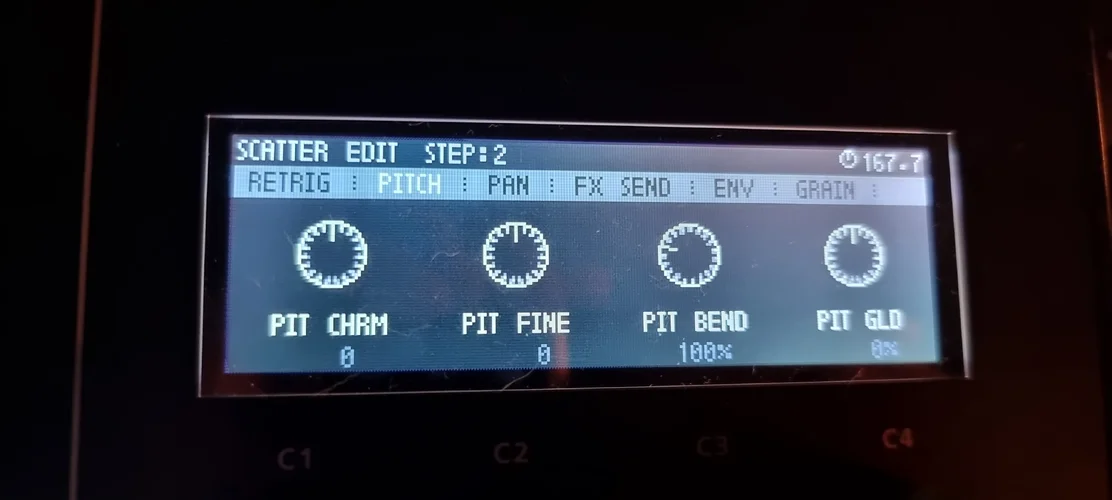 SCATTER EDIT STEP:2 167.7
RETRIG : PITCH : PAN : FX SEND : ENV : GRAIN :
PIT CHRM PIT FINE PIT BEND PIT GLD
0 0 100% 0%
C1 C2 C3 C4